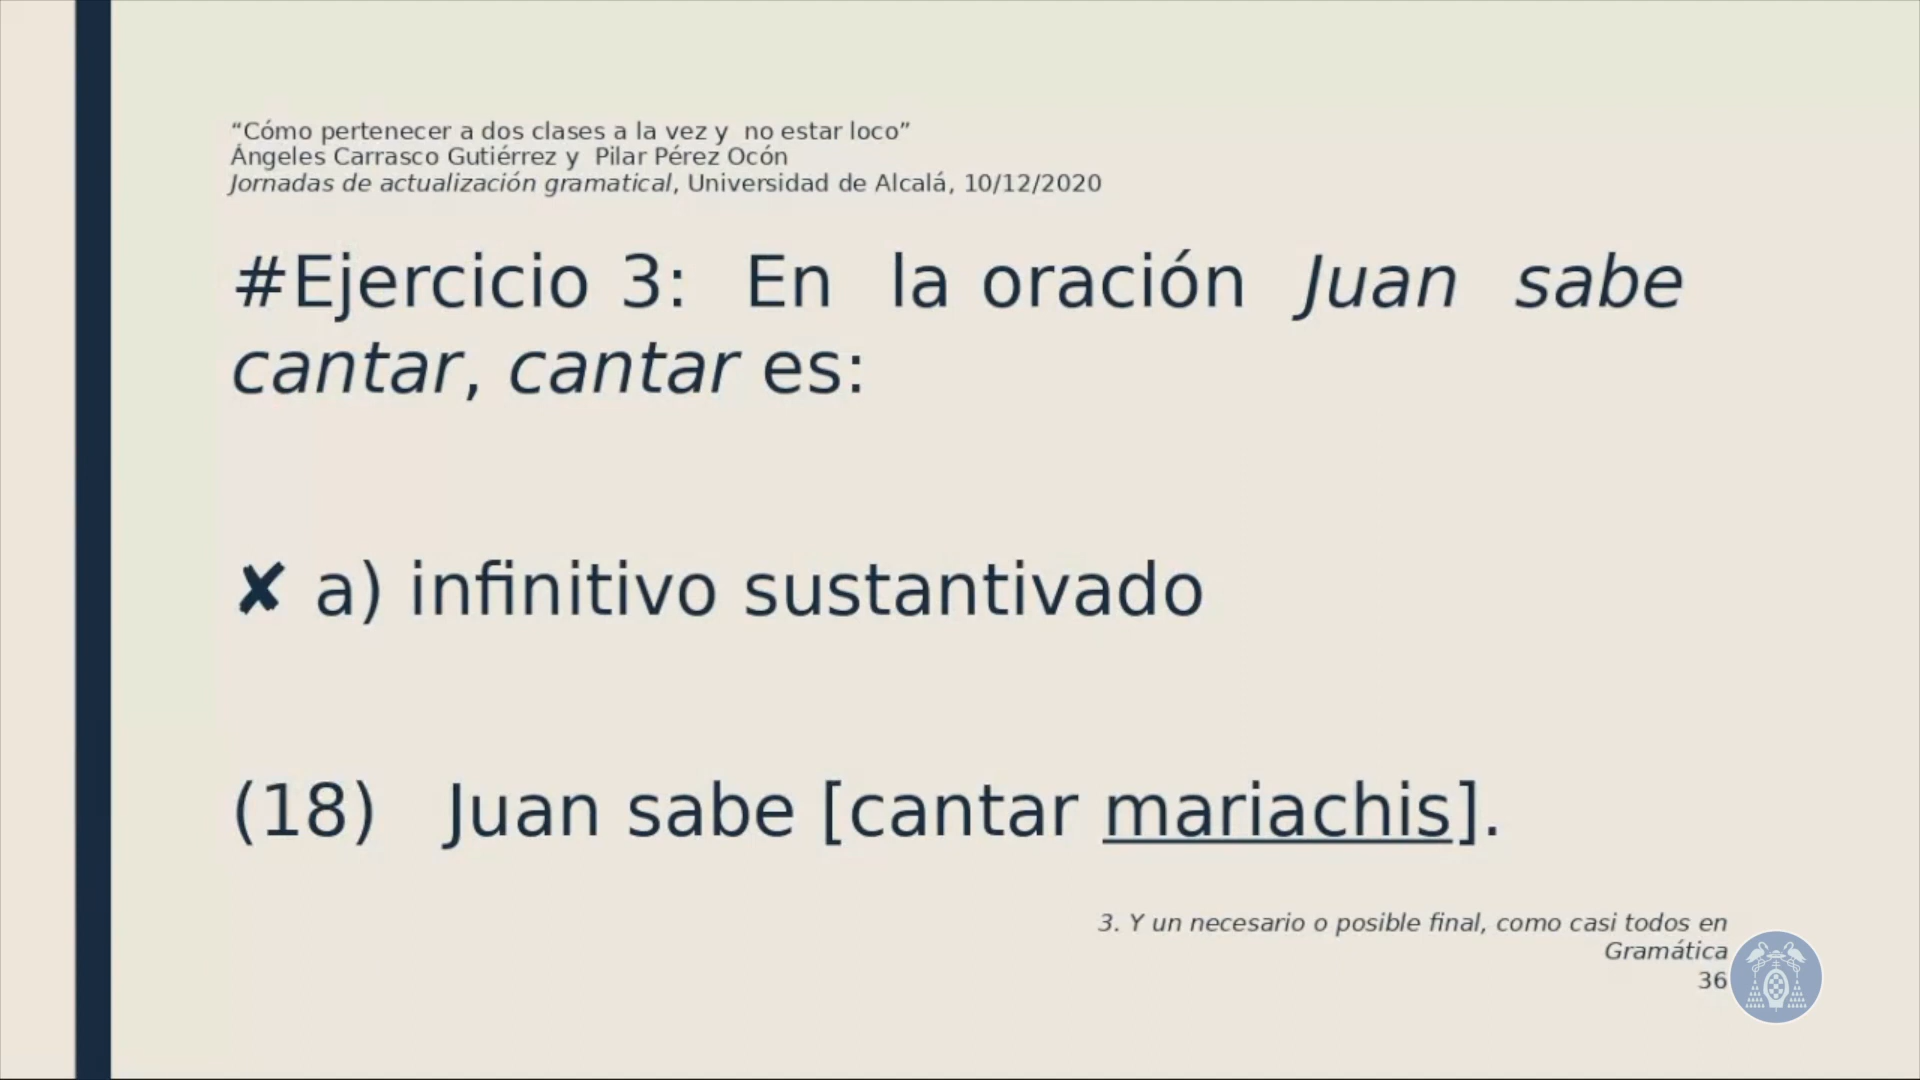 “Cómo pertenecer a dos clases a la vez y no estar loco”
Ángeles Carrasco Gutiérrez y Pilar Pérez Ocón
Jornadas de actualización gramatical, Universidad de Alcalá, 10/12/2020
#Ejercicio 3: En la oración Juan sabe
cantar, cantar es:
✘ a) infinitivo sustantivado
(18) Juan sabe [cantar mariachis].
3. Y un necesario o posible final, como casi todos en
Gramática
36